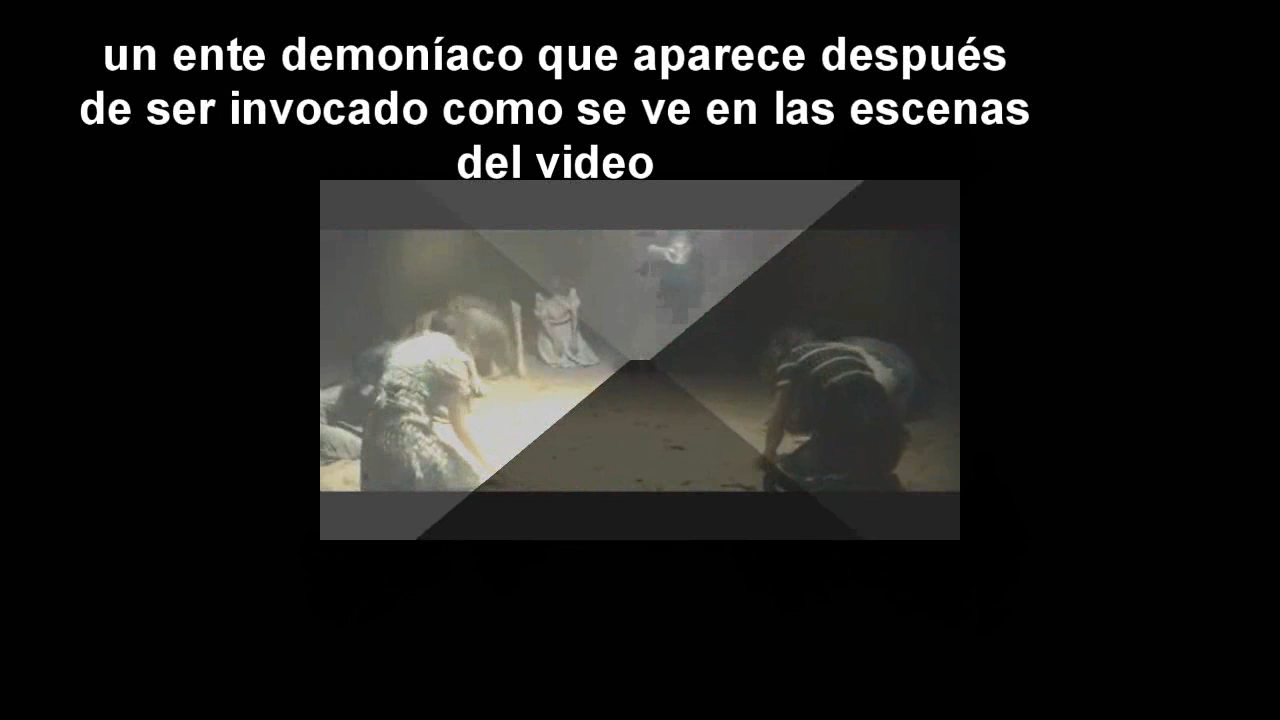 un ente demoníaco que aparece después
de ser invocado como se ve en las escenas
del video